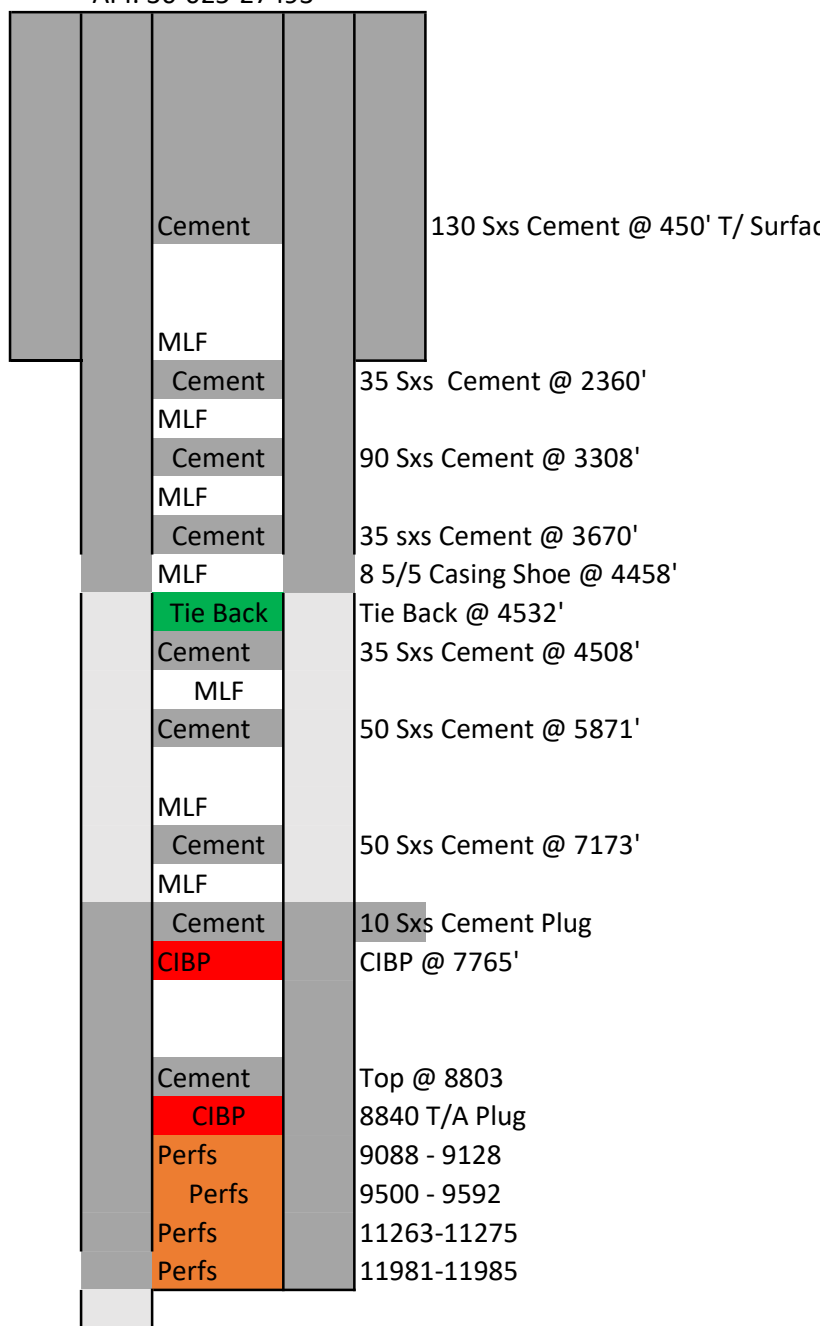 Cement 130 Sxs Cement @ 450' T/ Surfac
MLF
Cement 35 Sxs Cement @ 2360'
MLF
Cement 90 Sxs Cement @ 3308'
MLF
Cement 35 sxs Cement @ 3670'
MLF 8 5/5 Casing Shoe @ 4458'
Tie Back Tie Back @ 4532'
Cement 35 Sxs Cement @ 4508'
MLF
Cement 50 Sxs Cement @ 5871'
MLF
Cement 50 Sxs Cement @ 7173'
MLF
Cement 10 Sxs Cement Plug
CIBP CIBP @ 7765'
Cement Top @ 8803
CIBP 8840 T/A Plug
Perfs 9088 - 9128
Perfs 9500 - 9592
Perfs 11263-11275
Perfs 11981-11985